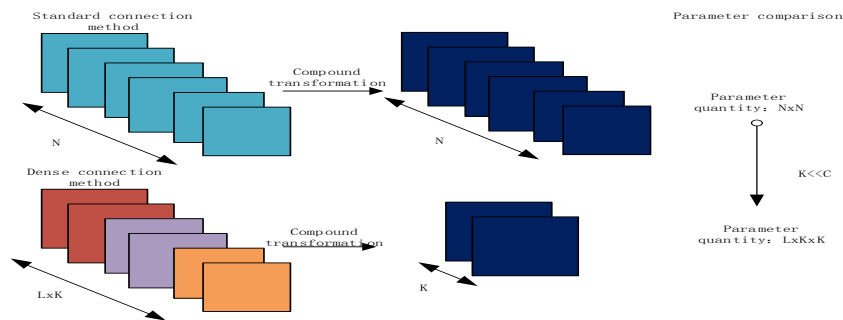 Standard connection
method
Parameter comparison
Compound
transformation
N
N
Parameter
quantity: NxN
K<<C
Dense connection
method
Compound
transformation
LxK
K
Parameter
quantity: LxKxK